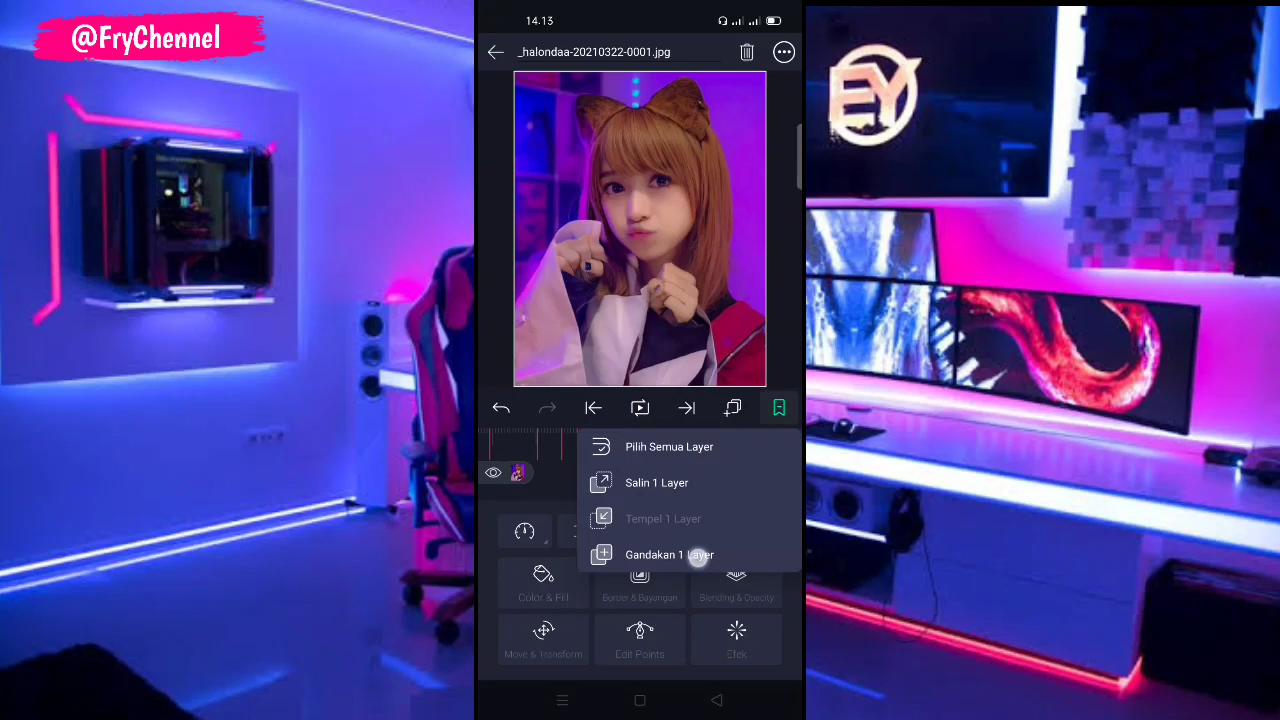 @FryChennel
14.13
_halondaa-20210322-0001.jpg
EY
Pilih Semua Layer
Salin 1 Layer
Tempel 1 Layer
Gandakan 1 Layer
Color & Fill
Border & Bayangan
Blending & Opacity
Move & Transform
Edit Points
Efek